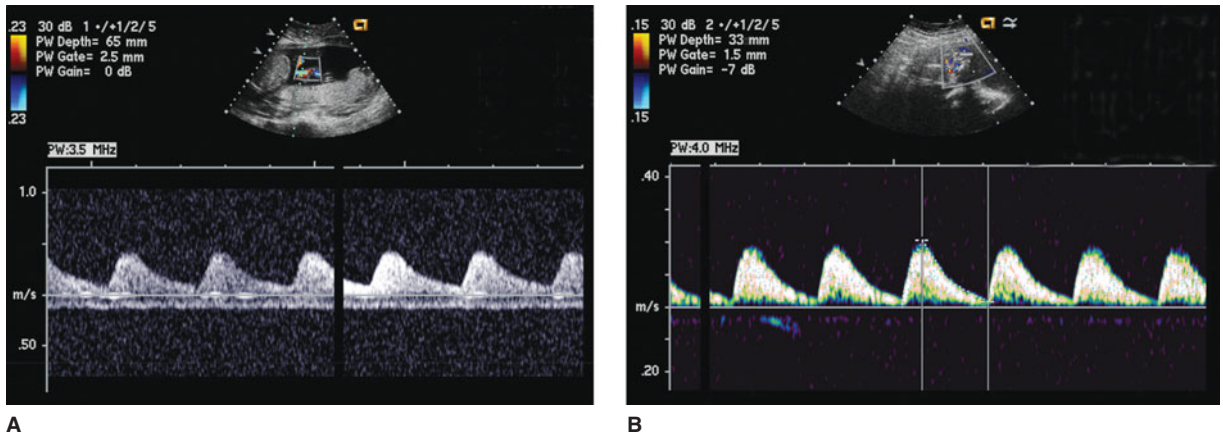 .23
30 dB 1 •/+1/2/5
PW Depth= 65 mm
PW Gate= 2.5 mm
PW Gain= 0 dB
.23
PW:3.5 MHz
1.0
m/s
.50
A
.15
30 dB 2 •/+1/2/5
PW Depth= 33 mm
PW Gate= 1.5 mm
PW Gain= -7 dB
.15
PW:4.0 MHz
.40
m/s
.20
B